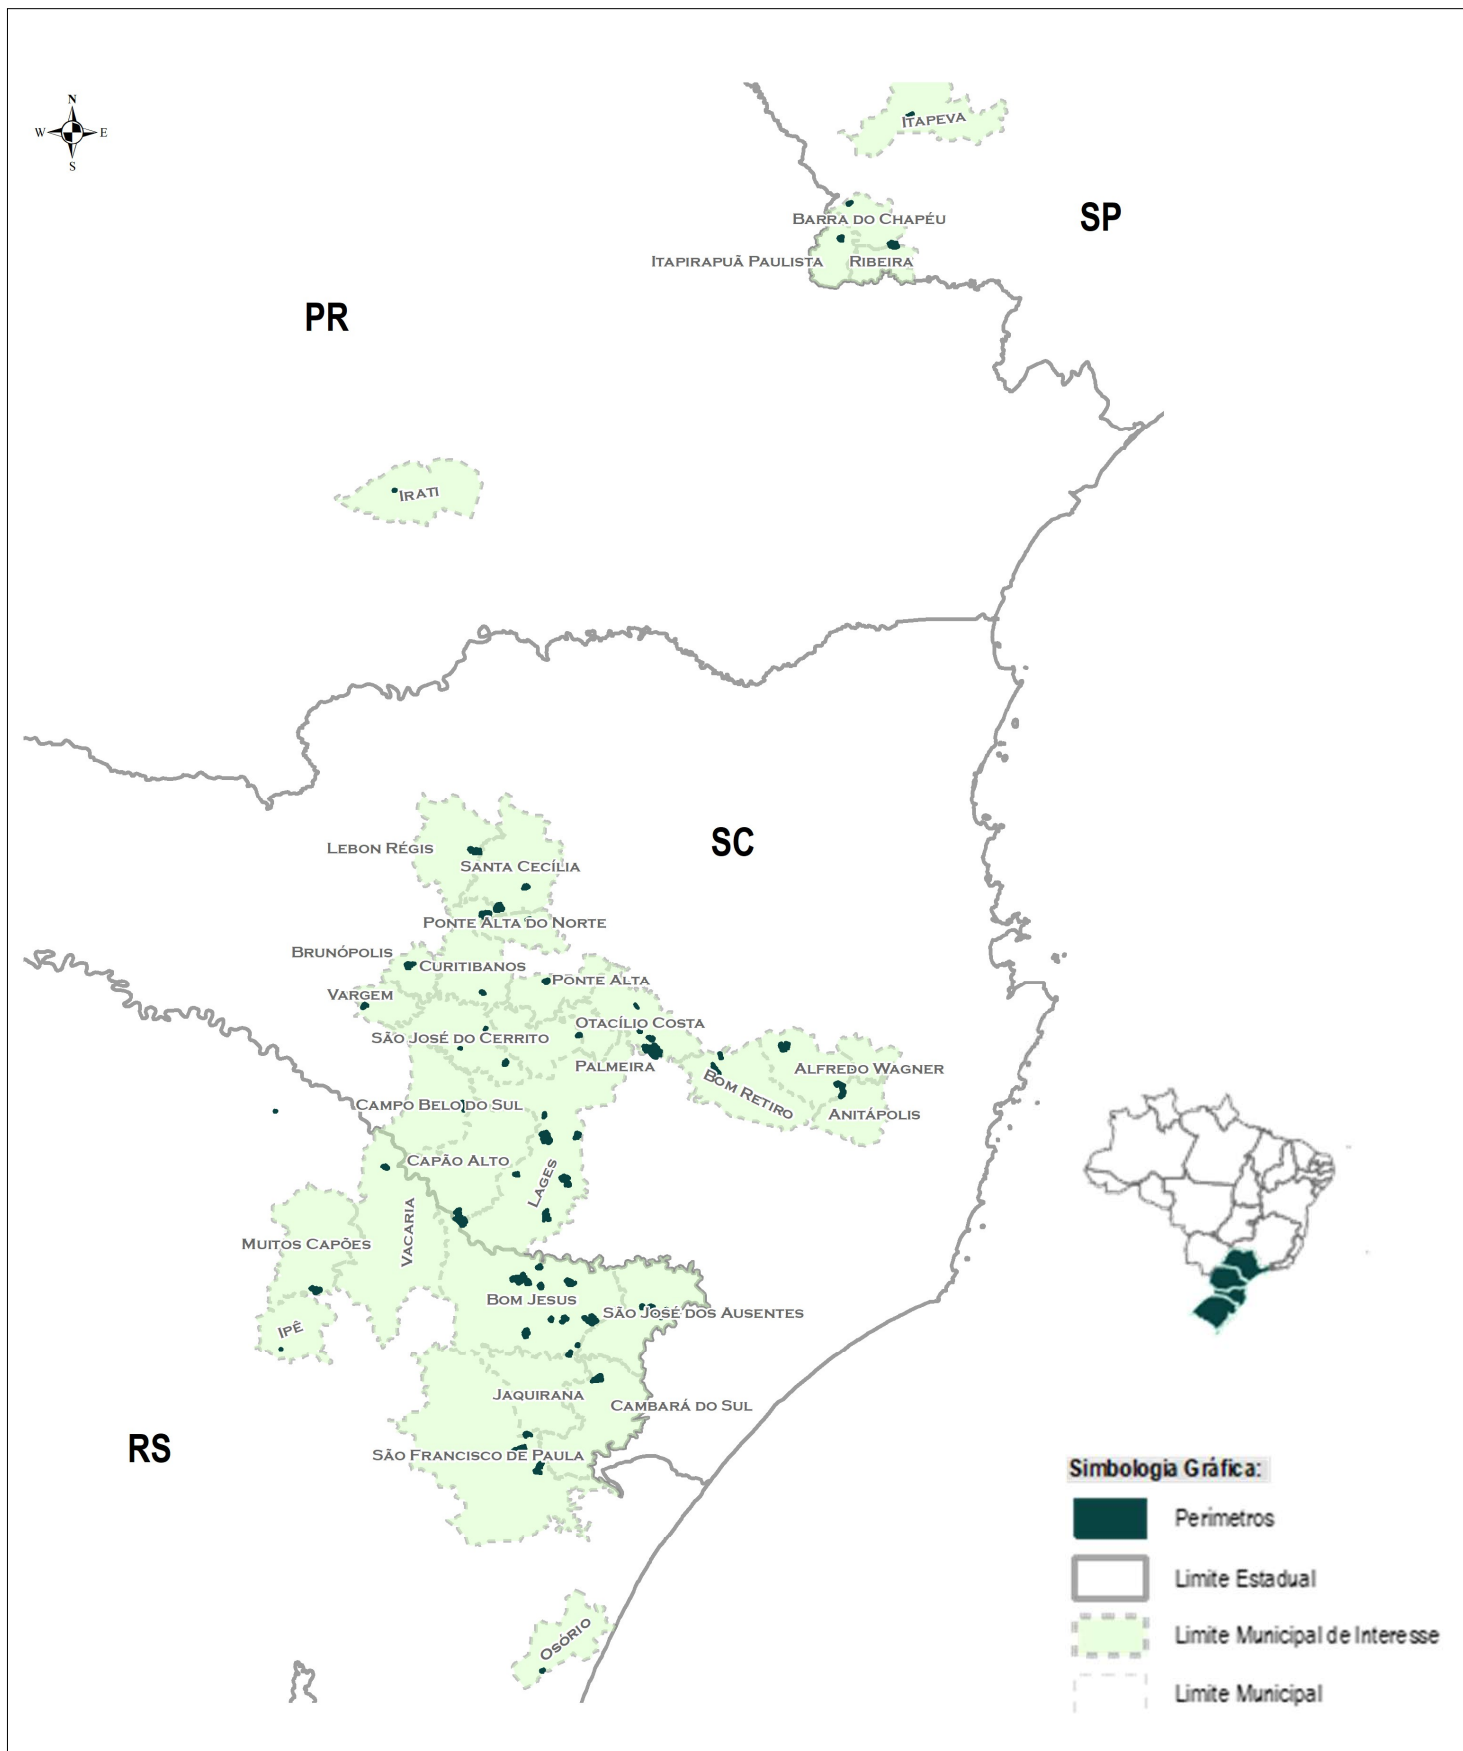 N
W
E
S
ITAPEVA
SP
BARRA DO CHAPÉU
ITAPIRAPUÃ PAULISTA
RIBEIRA
PR
IRATI
SC
LEBON RÉGIS
SANTA CECÍLIA
PONTE ALTA DO NORTE
BRUNÓPOLIS
CURITIBANOS
PONTE ALTA
VARGEM
OTACÍLIO COSTA
SÃO JOSÉ DO CERRITO
PALMEIRA
ALFREDO WAGNER
BOM RETIRO
CAMPO BELO DO SUL
ANITÁPOLIS
CAPÃO ALTO
LAGES
VACARIA
MUITOS CAPÕES
BOM JESUS
SÃO JOSÉ DOS AUSENTES
IPÊ
JAQUIRANA
CAMBARÁ DO SUL
RS
SÃO FRANCISCO DE PAULA
OSÓRIO
Simbologia Gráfica:
Perimetros
Limite Estadual
Limite Municipal de Interesse
Limite Municipal